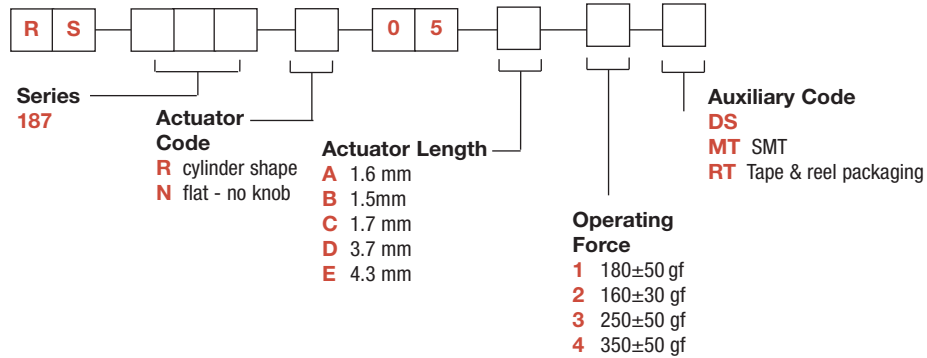 R S 0 5
Series
187
Actuator
Code
R cylinder shape
N flat - no knob
Actuator Length
A 1.6 mm
B 1.5mm
C 1.7 mm
D 3.7 mm
E 4.3 mm
Operating
Force
1 180±50 gf
2 160±30 gf
3 250±50 gf
4 350±50 gf
Auxiliary Code
DS
MT SMT
RT Tape & reel packaging